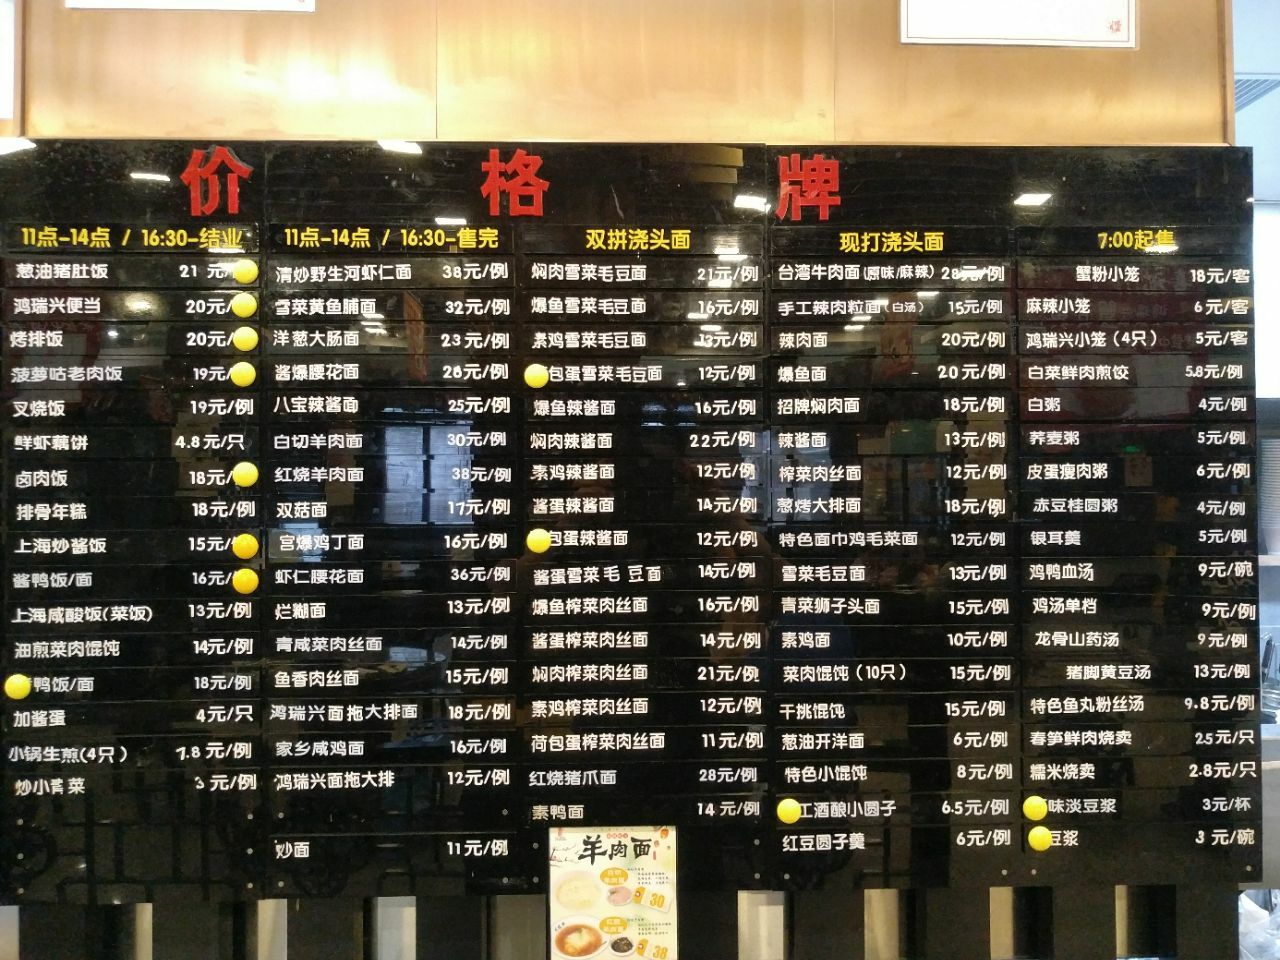 价格牌
11点-14点 / 16:30-结业
葱油猪肚饭 21 元/
鸿瑞兴便当 20元/
烤排饭 20元/
菠萝咕老肉饭 19元/
叉烧饭 19元/例
鲜虾藕饼 4.8元/只
卤肉饭 18元/
排骨年糕 18元/例
上海炒酱饭 15元/
酱鸭饭/面 16元/
上海咸酸饭(菜饭) 13元/例
油煎菜肉馄饨 14元/例
鸭饭/面 18元/例
加酱蛋 4元/只
小锅生煎(4只) 7.8元/例
炒小青菜 3元/例
11点-14点 / 16:30-售完
清炒野生河虾仁面 38元/例
雪菜黄鱼脯面 32元/例
洋葱大肠面 23元/例
酱爆腰花面 26元/例
八宝辣酱面 25元/例
白切羊肉面 30元/例
红烧羊肉面 38元/例
双菇面 17元/例
宫爆鸡丁面 16元/例
虾仁腰花面 36元/例
烂糊面 13元/例
青咸菜肉丝面 14元/例
鱼香肉丝面 15元/例
鸿瑞兴面拖大排面 18元/例
家乡咸鸡面 16元/例
鸿瑞兴面拖大排 12元/例
炒面 11元/例
双拼浇头面
焖肉雪菜毛豆面 21元/例
爆鱼雪菜毛豆面 16元/例
素鸡雪菜毛豆面 13元/例
包蛋雪菜毛豆面 12元/例
爆鱼辣酱面 16元/例
焖肉辣酱面 22元/例
素鸡辣酱面 12元/例
酱蛋辣酱面 14元/例
包蛋辣酱面 12元/例
酱蛋雪菜毛豆面 14元/例
爆鱼榨菜肉丝面 16元/例
酱蛋榨菜肉丝面 14元/例
焖肉榨菜肉丝面 21元/例
素鸡榨菜肉丝面 12元/例
荷包蛋榨菜肉丝面 11元/例
红烧猪爪面 28元/例
素鸭面 14元/例
现打浇头面
台湾牛肉面(原味/麻辣) 28元/例
手工辣肉粒面(白汤) 15元/例
辣肉面 20元/例
爆鱼面 20元/例
招牌焖肉面 18元/例
辣酱面 13元/例
榨菜肉丝面 12元/例
葱烤大排面 18元/例
特色面巾鸡毛菜面 12元/例
雪菜毛豆面 13元/例
青菜狮子头面 15元/例
素鸡面 10元/例
菜肉馄饨(10只) 15元/例
干挑馄饨 15元/例
葱油开洋面 6元/例
特色小馄饨 8元/例
工酒酿小圆子 6.5元/例
红豆圆子羹 6元/例
7:00起售
蟹粉小笼 18元/客
麻辣小笼 6元/客
鸿瑞兴小笼(4只) 5元/客
白菜鲜肉煎饺 5.8元/例
白粥 4元/例
荞麦粥 5元/例
皮蛋瘦肉粥 6元/例
赤豆桂圆粥 4元/例
银耳羹 5元/例
鸡鸭血汤 9元/碗
鸡汤单档 9元/例
龙骨山药汤 9元/例
猪脚黄豆汤 13元/例
特色鱼丸粉丝汤 9.8元/例
春笋鲜肉烧卖 25元/只
糯米烧卖 2.8元/只
味淡豆浆 3元/杯
豆浆 3元/碗
羊肉面
30
38